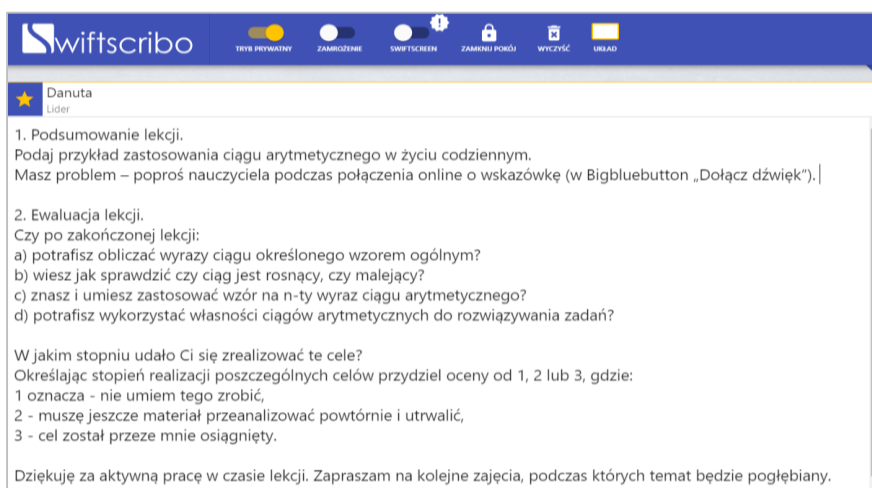 Swiftscribo
TRYB PRYWATNY
ZAMROŻENIE
SWIFTSCREEN
ZAMKNIJ POKÓJ
WYCZYŚĆ
UKŁAD
Danuta
Lider
1. Podsumowanie lekcji.
Podaj przykład zastosowania ciągu arytmetycznego w życiu codziennym.
Masz problem – poproś nauczyciela podczas połączenia online o wskazówkę (w Bigbluebutton „Dołącz dźwięk”).
2. Ewaluacja lekcji.
Czy po zakończonej lekcji:
a) potrafisz obliczać wyrazy ciągu określonego wzorem ogólnym?
b) wiesz jak sprawdzić czy ciąg jest rosnący, czy malejący?
c) znasz i umiesz zastosować wzór na n-ty wyraz ciągu arytmetycznego?
d) potrafisz wykorzystać własności ciągów arytmetycznych do rozwiązywania zadań?
W jakim stopniu udało Ci się zrealizować te cele?
Określając stopień realizacji poszczególnych celów przydziel oceny od 1, 2 lub 3, gdzie:
1 oznacza - nie umiem tego zrobić,
2 - muszę jeszcze materiał przeanalizować powtórnie i utrwalić,
3 - cel został przeze mnie osiągnięty.
Dziękuję za aktywną pracę w czasie lekcji. Zapraszam na kolejne zajęcia, podczas których temat będzie pogłębiany.